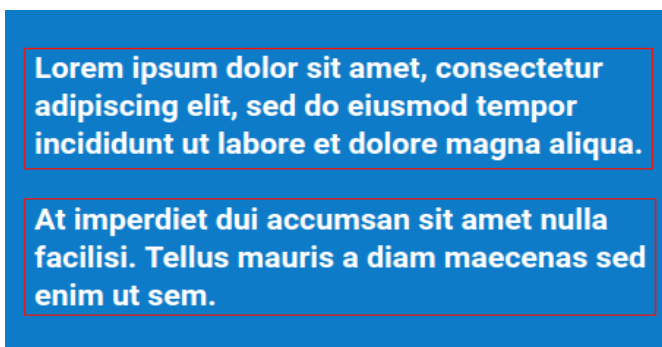 Lorem ipsum dolor sit amet, consectetur
adipiscing elit, sed do eiusmod tempor
incididunt ut labore et dolore magna aliqua.
At imperdiet dui accumsan sit amet nulla
facilisi. Tellus mauris a diam maecenas sed
enim ut sem.